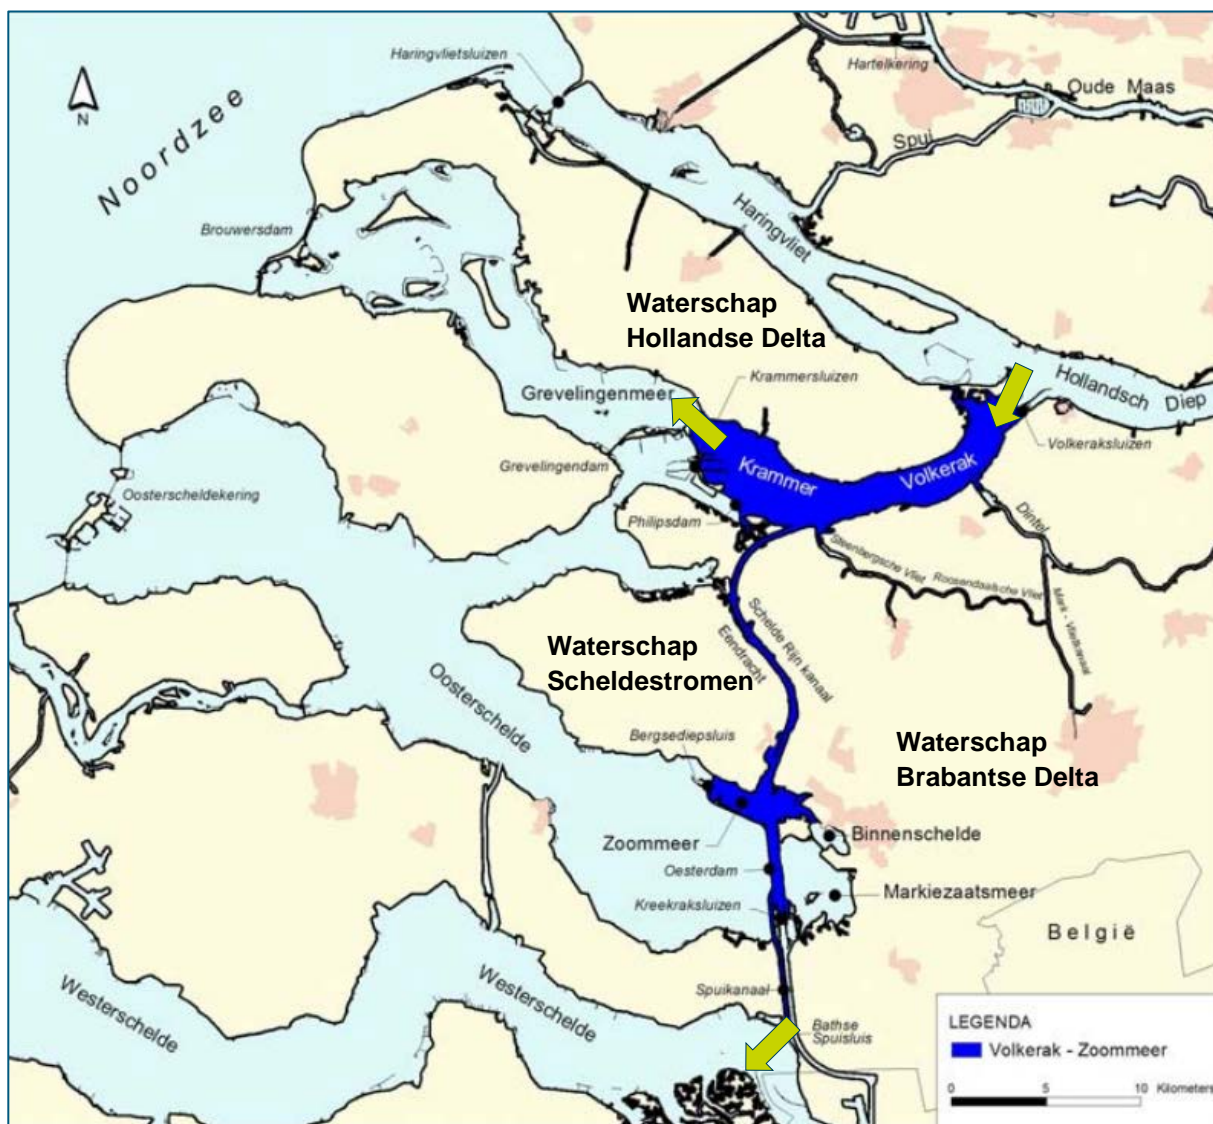 Haringvlietsluizen
Hartelkering
Oude Maas
N
Noordzee
Spui
Brouwersdam
Haringvliet
Waterschap
Hollandse Delta
Krammersluizen
Grevelingenmeer
Hollandsch Diep
Volkeraksluizen
Grevelingendam
Krammer
Volkerak
Oosterscheldekering
Philipsdam
Dintel
Steenbergsche Vliet
Roosendaalsche Vliet
Mark - Vlietkanaal
Schelde Rijn kanaal
Eendracht
Waterschap
Scheldestromen
Oosterschelde
Bergsediepsluis
Waterschap
Brabantse Delta
Zoommeer
Binnenschelde
Oesterdam
Markiezaatsmeer
Kreekraksluizen
België
Westerschelde
Westerschelde
Spuikanaal
Bathse
Spuisluis
LEGENDA
Volkerak - Zoommeer
0 5 10 Kilometers